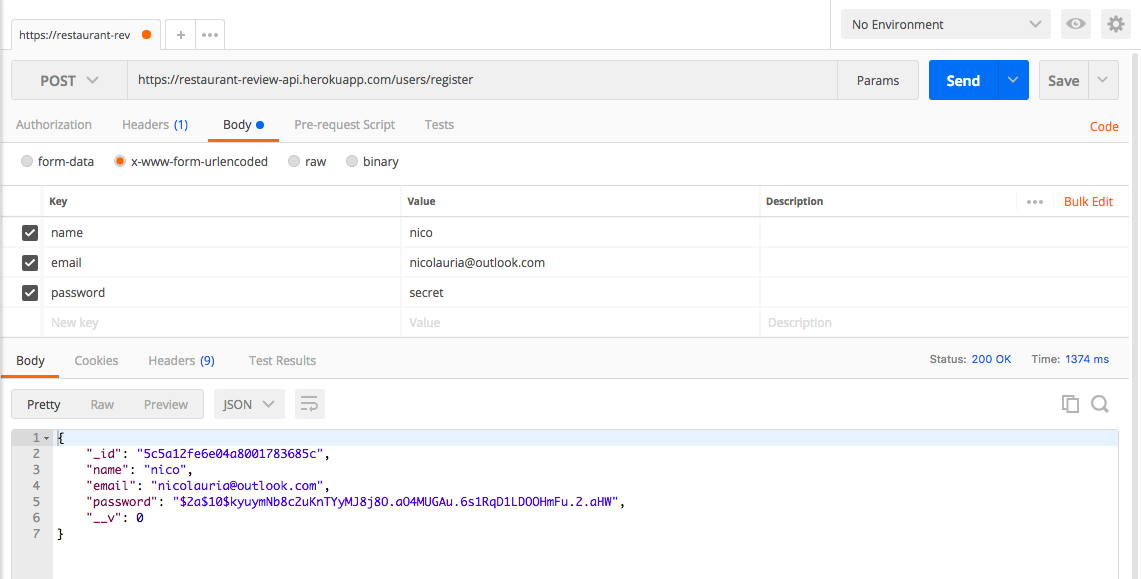 https://restaurant-rev + ••• No Environment
POST https://restaurant-review-api.herokuapp.com/users/register Params Send Save
Authorization Headers (1) Body Pre-request Script Tests Code
form-data x-www-form-urlencoded raw binary
Key Value Description ••• Bulk Edit
name nico
email nicolauria@outlook.com
password secret
New key Value Description
Body Cookies Headers (9) Test Results Status: 200 OK Time: 1374 ms
Pretty Raw Preview JSON
1 {
2 "_id": "5c5a12fe6e04a8001783685c",
3 "name": "nico",
4 "email": "nicolauria@outlook.com",
5 "password": "$2a$10$kyuymNb8cZuKnTYyMJ8j8O.aO4MUGAu.6s1RqD1LDOOHmFu.2.aHW",
6 "__v": 0
7 }